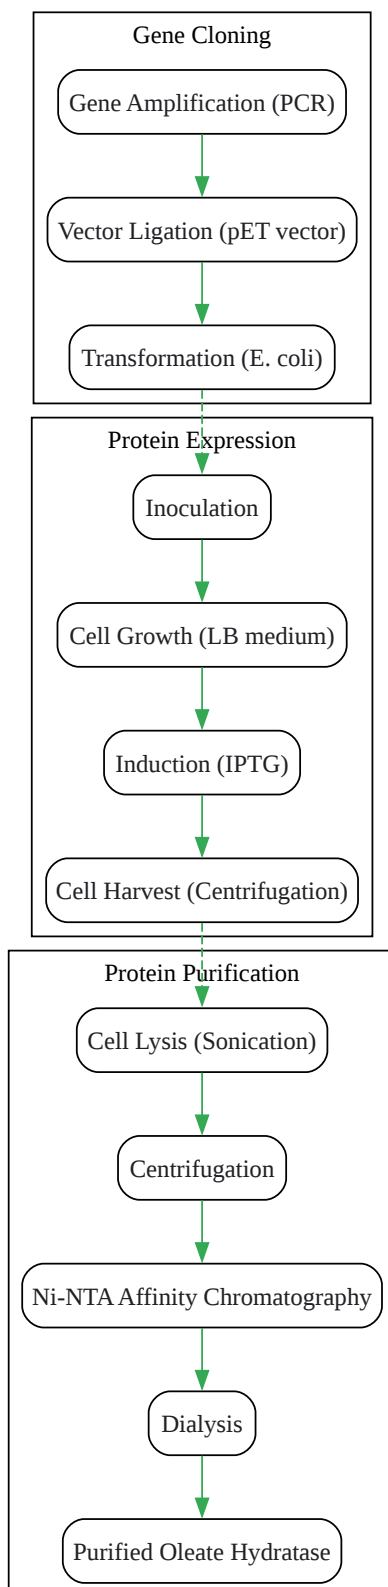 Gene Cloning
Gene Amplification (PCR)
Vector Ligation (pET vector)
Transformation (E. coli)
Protein Expression
Inoculation
Cell Growth (LB medium)
Induction (IPTG)
Cell Harvest (Centrifugation)
Protein Purification
Cell Lysis (Sonication)
Centrifugation
Ni-NTA Affinity Chromatography
Dialysis
Purified Oleate Hydratase